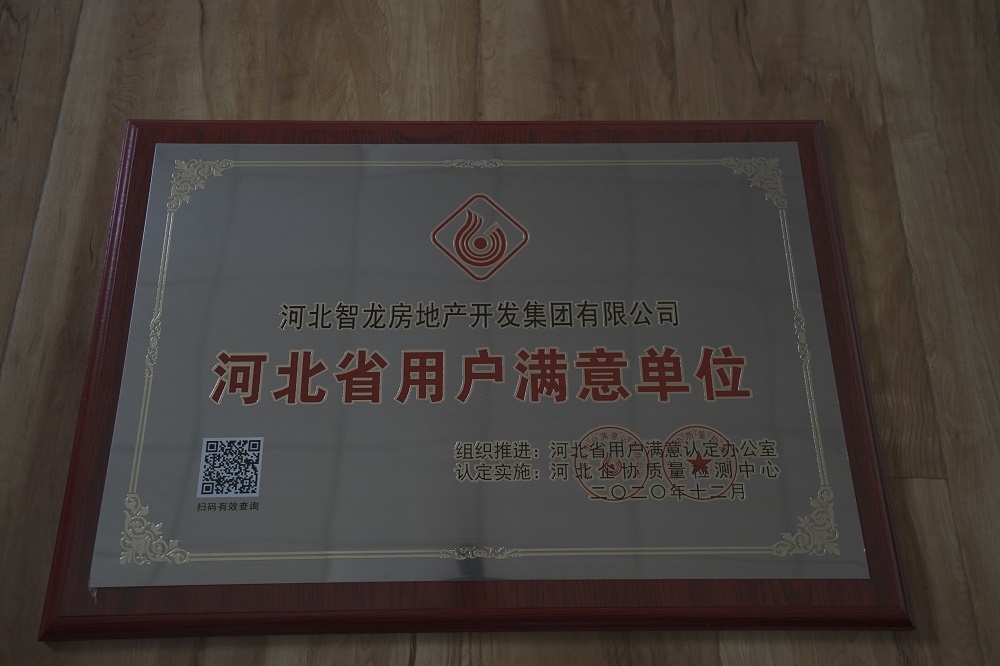 河北智龙房地产开发集团有限公司
河北省用户满意单位
组织推进：河北省用户满意认定办公室
认定实施：河北企协质量检测中心
二〇二〇年十二月
扫码有效查询